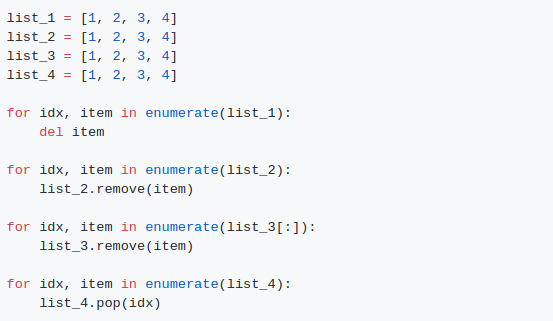 list_1 = [1, 2, 3, 4]
list_2 = [1, 2, 3, 4]
list_3 = [1, 2, 3, 4]
list_4 = [1, 2, 3, 4]

for idx, item in enumerate(list_1):
    del item

for idx, item in enumerate(list_2):
    list_2.remove(item)

for idx, item in enumerate(list_3[:]):
    list_3.remove(item)

for idx, item in enumerate(list_4):
    list_4.pop(idx)